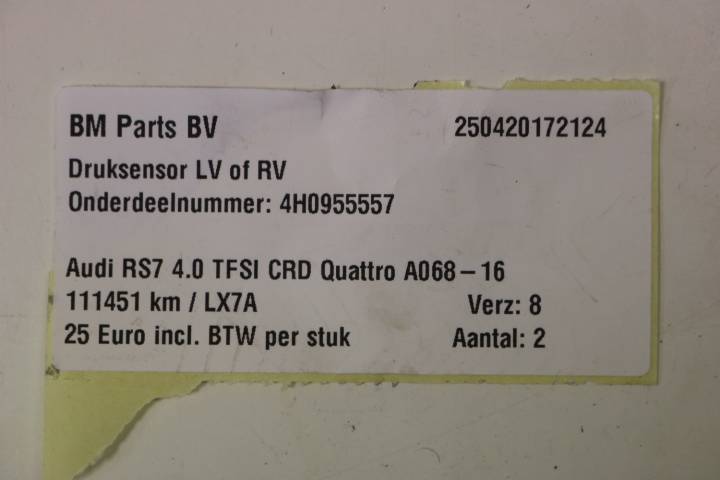 BM Parts BV 250420172124
Druksensor LV of RV
Onderdeelnummer: 4H0955557
Audi RS7 4.0 TFSI CRD Quattro A068-16
111451 km / LX7A Verz: 8
25 Euro incl. BTW per stuk Aantal: 2